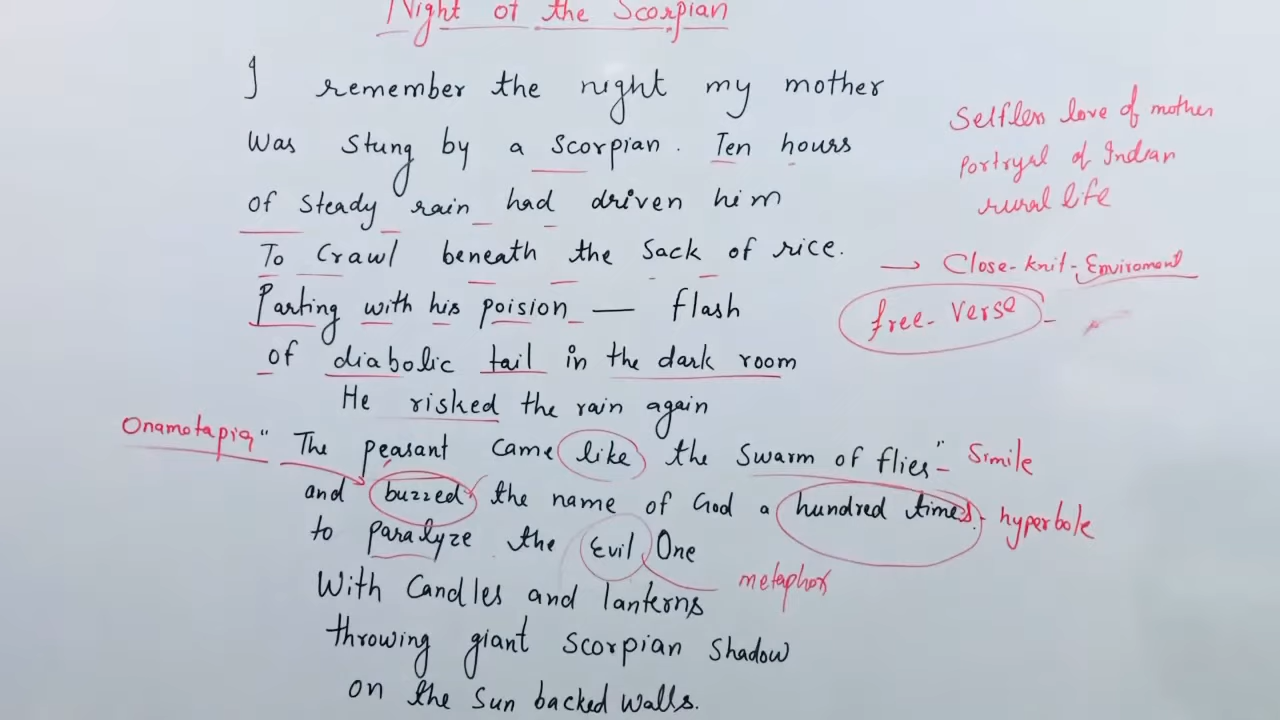 Night of the Scorpian
I remember the night my mother
was stung by a scorpian. Ten hours
of steady rain had driven him
To Crawl beneath the sack of rice.
Parting with his poision — flash
of diabolic tail in the dark room
He risked the rain again
Onamotapia
"The peasant came like the swarm of flies" - Simile
and buzzed the name of God a hundred times - hyperbole
to paralyze the Evil One
metaphor
With Candles and lanterns
throwing giant scorpian shadow
on the sun backed walls.
Selfless love of mother
Portryal of Indian
rural life
→ Close-knit-Enviroment
free-verse -